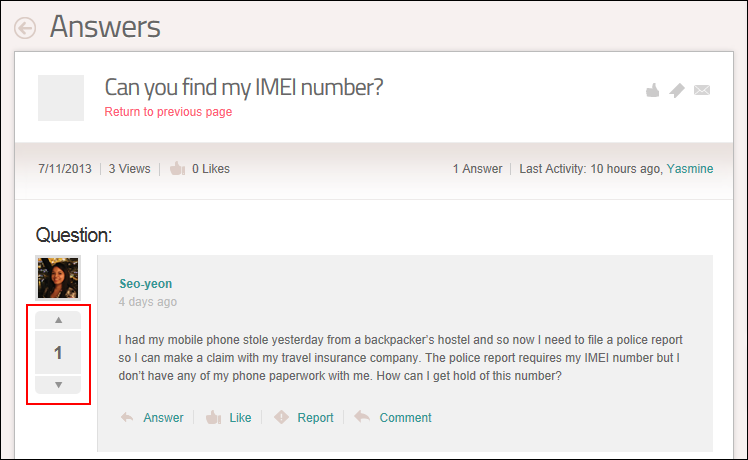 Answers
Can you find my IMEI number?
Return to previous page
7/11/2013 3 Views 0 Likes 1 Answer Last Activity: 10 hours ago, Yasmine
Question:
Seo-yeon
4 days ago
1
I had my mobile phone stole yesterday from a backpacker's hostel and so now I need to file a police report
so I can make a claim with my travel insurance company. The police report requires my IMEI number but I
don't have any of my phone paperwork with me. How can I get hold of this number?
Answer Like Report Comment